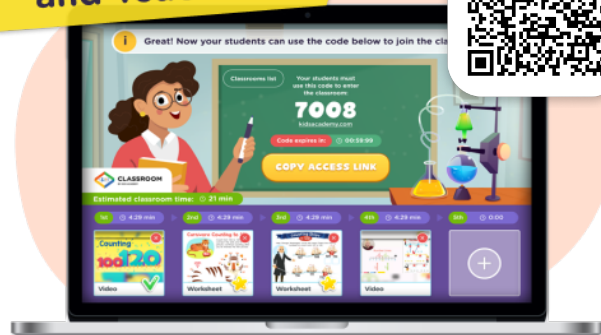 Great! Now your students can use the code below to join the cla
Classrooms list
Your students must
use this code to enter
the classroom:
7008
kidsacademy.com
Code expires in: 00:59:99
COPY ACCESS LINK
CLASSROOM
Estimated classroom time: 21 min
1st 4:29 min
2nd 4:29 min
3rd 4:29 min
4th 4:29 min
5th 0:00
Counting
100 120
Video
Worksheet
Worksheet
Video